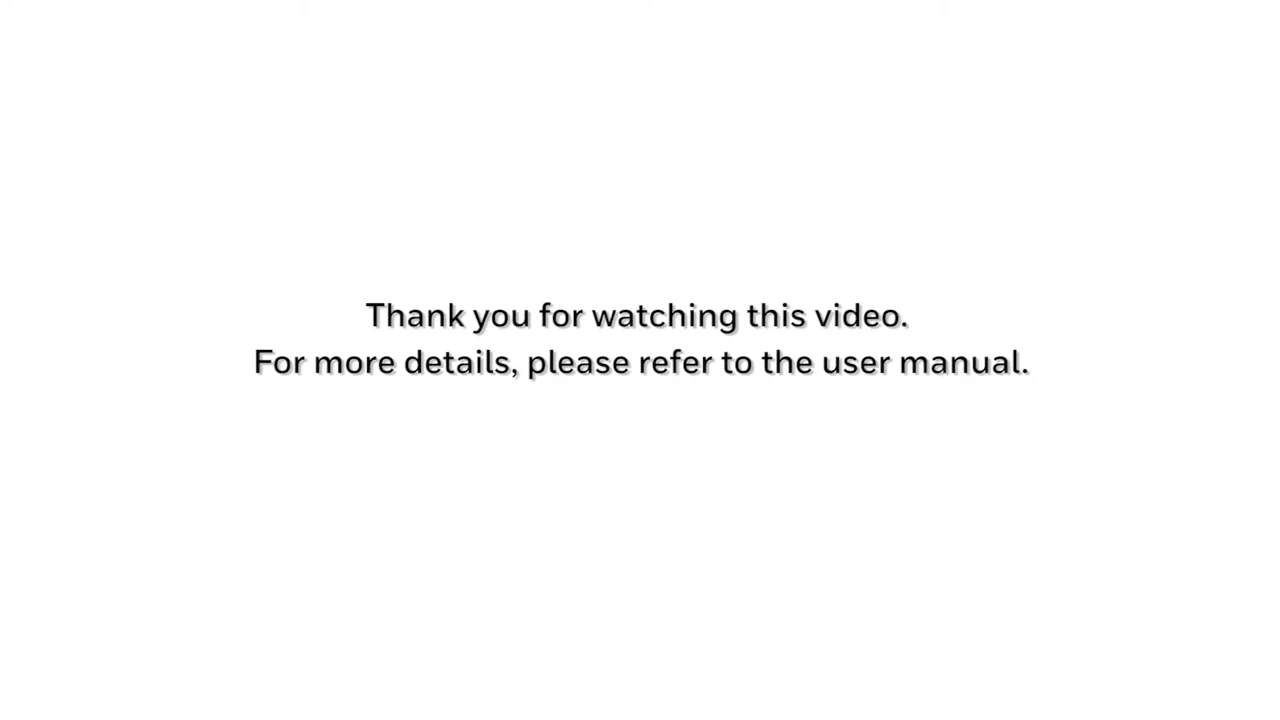 Thank you for watching this video.
For more details, please refer to the user manual.